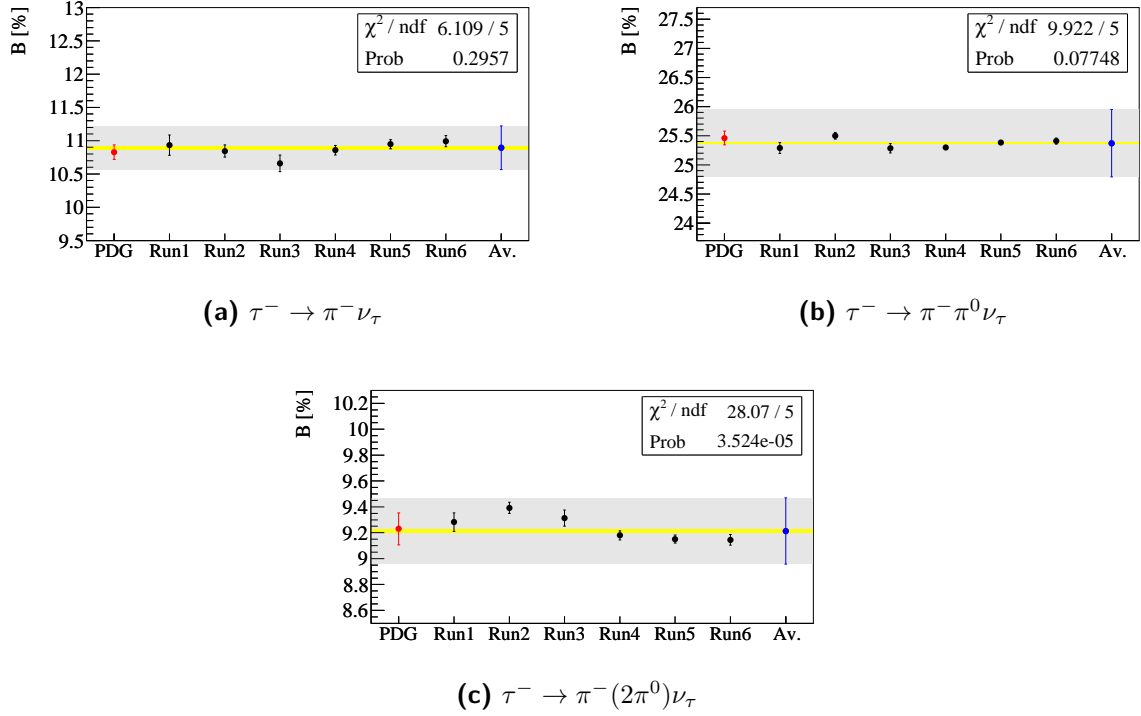 B [%]
13
12.5
12
11.5
11
10.5
10
9.5
χ² / ndf 6.109 / 5
Prob 0.2957
PDG Run1 Run2 Run3 Run4 Run5 Run6 Av.
(a) τ⁻ → π⁻ν_τ
B [%]
27.5
27
26.5
26
25.5
25
24.5
24
χ² / ndf 9.922 / 5
Prob 0.07748
PDG Run1 Run2 Run3 Run4 Run5 Run6 Av.
(b) τ⁻ → π⁻π⁰ν_τ
B [%]
10.2
10
9.8
9.6
9.4
9.2
9
8.8
8.6
χ² / ndf 28.07 / 5
Prob 3.524e-05
PDG Run1 Run2 Run3 Run4 Run5 Run6 Av.
(c) τ⁻ → π⁻(2π⁰)ν_τ